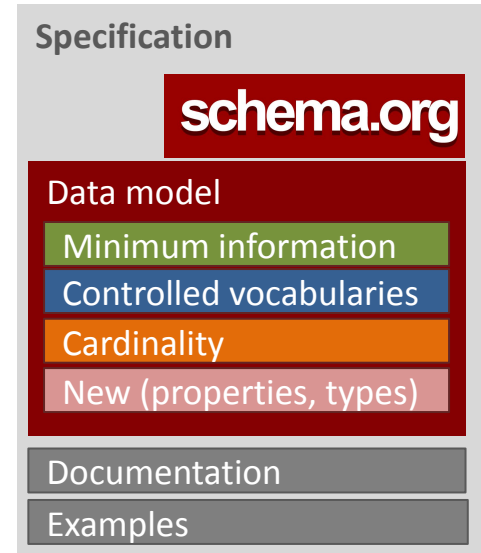 Specification
schema.org
Data model
Minimum information
Controlled vocabularies
Cardinality
New (properties, types)
Documentation
Examples